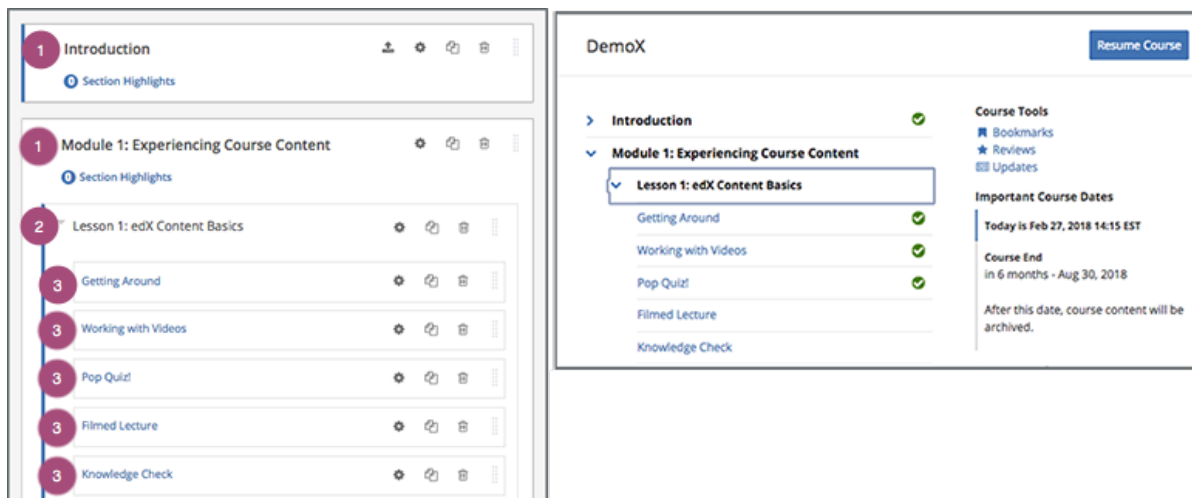 1 Introduction
0 Section Highlights
1 Module 1: Experiencing Course Content
0 Section Highlights
2 Lesson 1: edX Content Basics
3 Getting Around
3 Working with Videos
3 Pop Quiz!
3 Filmed Lecture
3 Knowledge Check
DemoX
Resume Course
Introduction
Module 1: Experiencing Course Content
Lesson 1: edX Content Basics
Getting Around
Working with Videos
Pop Quiz!
Filmed Lecture
Knowledge Check
Course Tools
Bookmarks
Reviews
Updates
Important Course Dates
Today is Feb 27, 2018 14:15 EST
Course End
in 6 months - Aug 30, 2018
After this date, course content will be
archived.